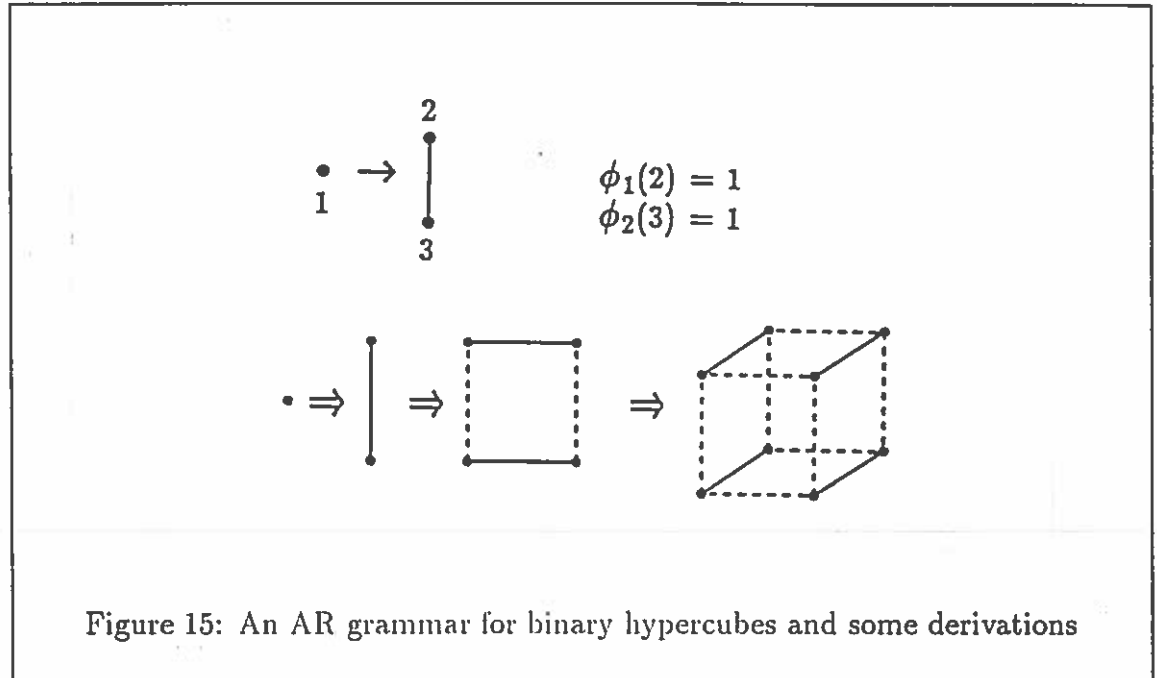 2
1
3
ϕ₁(2) = 1
ϕ₂(3) = 1
Figure 15: An AR grammar for binary hypercubes and some derivations